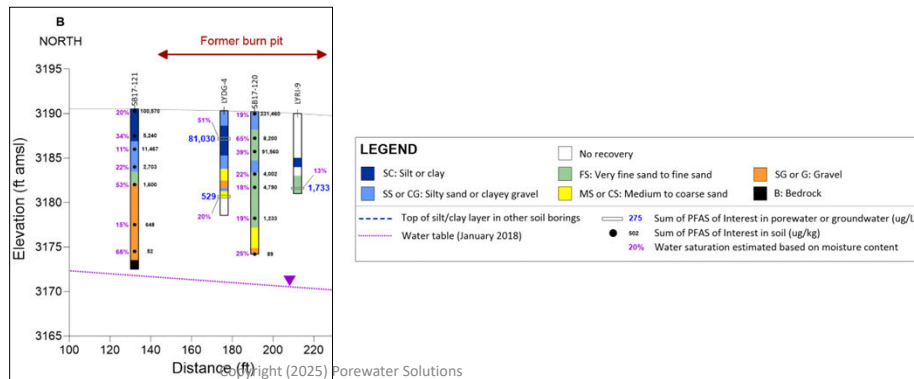 B
NORTH
Former burn pit
SB17-121
LYDG-4
SB17-120
LYRI-9
3195
3190
3185
3180
3175
3170
3165
Elevation (ft amsl)
20% 100,570
34% 5,240
11% 11,467
22% 2,703
53% 1,600
15% 648
66% 52
51%
81,030
529
20%
19% 231,460
65% 8,200
39% 91,560
22% 4,002
18% 4,790
19% 1,233
25% 89
13%
1,733
100 120 140 160 180 200 220
Distance (ft)
LEGEND
No recovery
SC: Silt or clay
FS: Very fine sand to fine sand
SG or G: Gravel
SS or CG: Silty sand or clayey gravel
MS or CS: Medium to coarse sand
B: Bedrock
Top of silt/clay layer in other soil borings
275 Sum of PFAS of Interest in porewater or groundwater (ug/L
Water table (January 2018)
502 Sum of PFAS of Interest in soil (ug/kg)
20% Water saturation estimated based on moisture content
Copyright (2025) Porewater Solutions